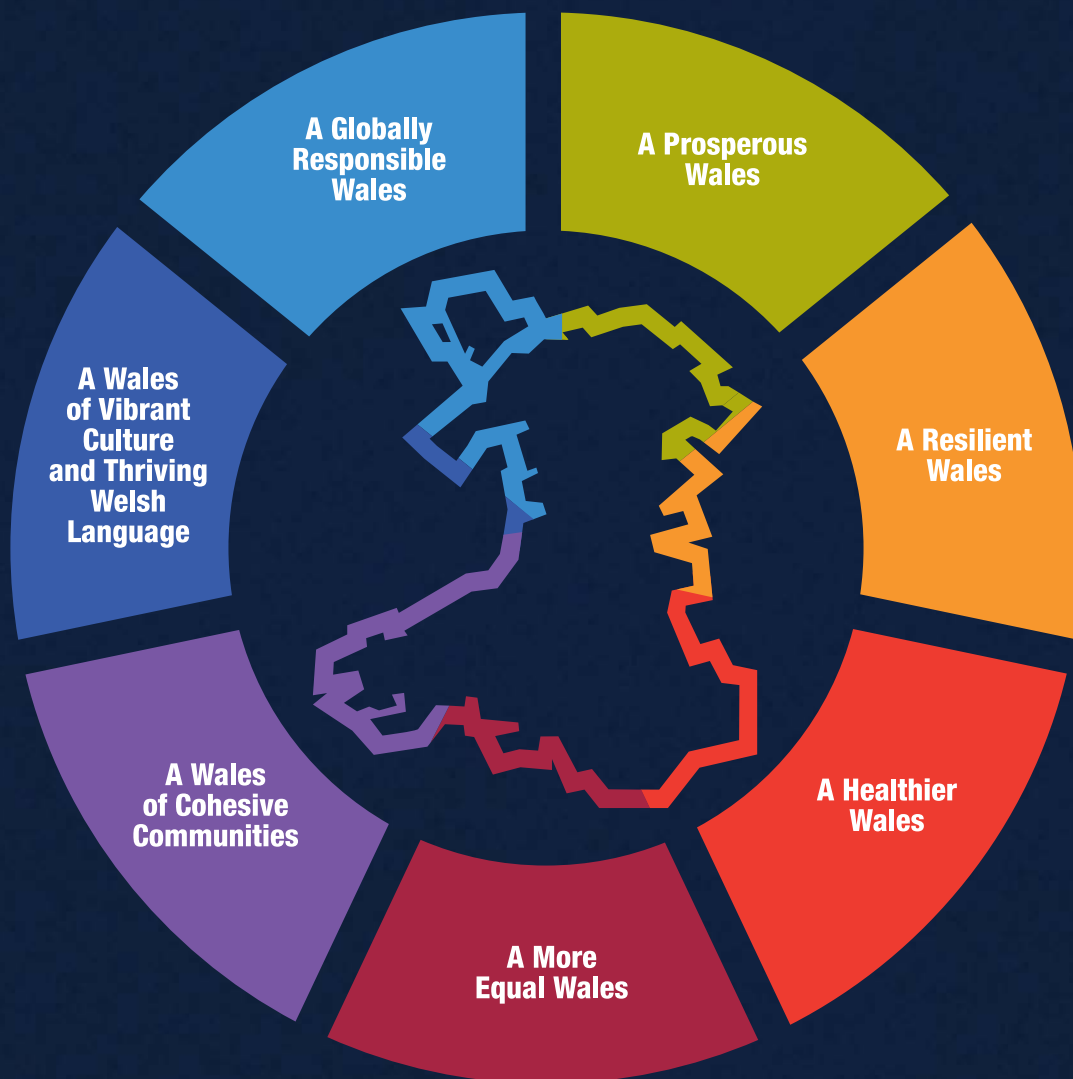 A Globally
Responsible
Wales
A Prosperous
Wales
A Resilient
Wales
A Healthier
Wales
A More
Equal Wales
A Wales
of Cohesive
Communities
A Wales
of Vibrant
Culture
and Thriving
Welsh
Language